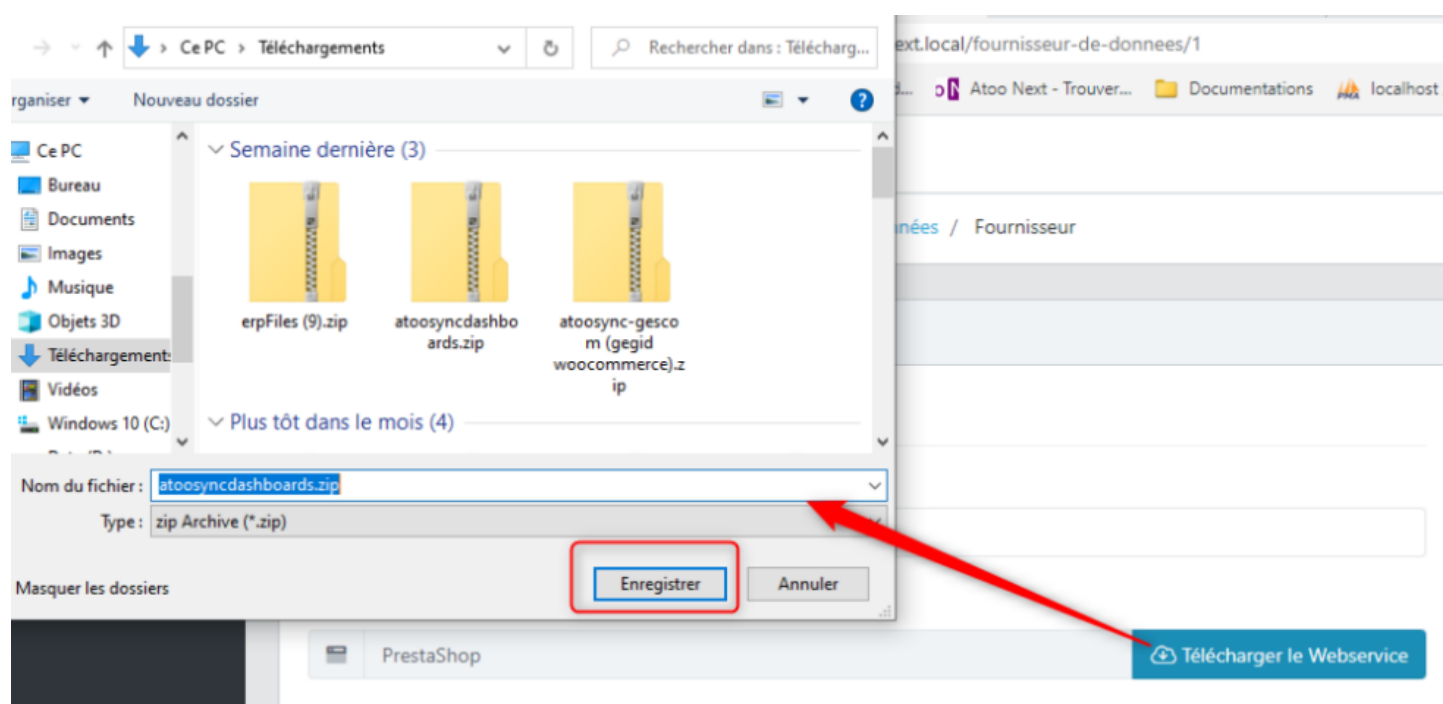 Ce PC > Téléchargements
Rechercher dans : Télécharg...
ext.local/fournisseur-de-donnees/1
rganiser
Nouveau dossier
Atoo Next - Trouver...
Documentations
localhost
Ce PC
Bureau
Documents
Images
Musique
Objets 3D
Téléchargements
Vidéos
Windows 10 (C:)
Semaine dernière (3)
erpFiles (9).zip
atoosyncdashbo
ards.zip
atoosync-gesco
m (gegid
woocommerce).z
ip
Plus tôt dans le mois (4)
nnées / Fournisseur
Nom du fichier : atoosyncdashboards.zip
Type : zip Archive (*.zip)
Masquer les dossiers
Enregistrer
Annuler
PrestaShop
Télécharger le Webservice